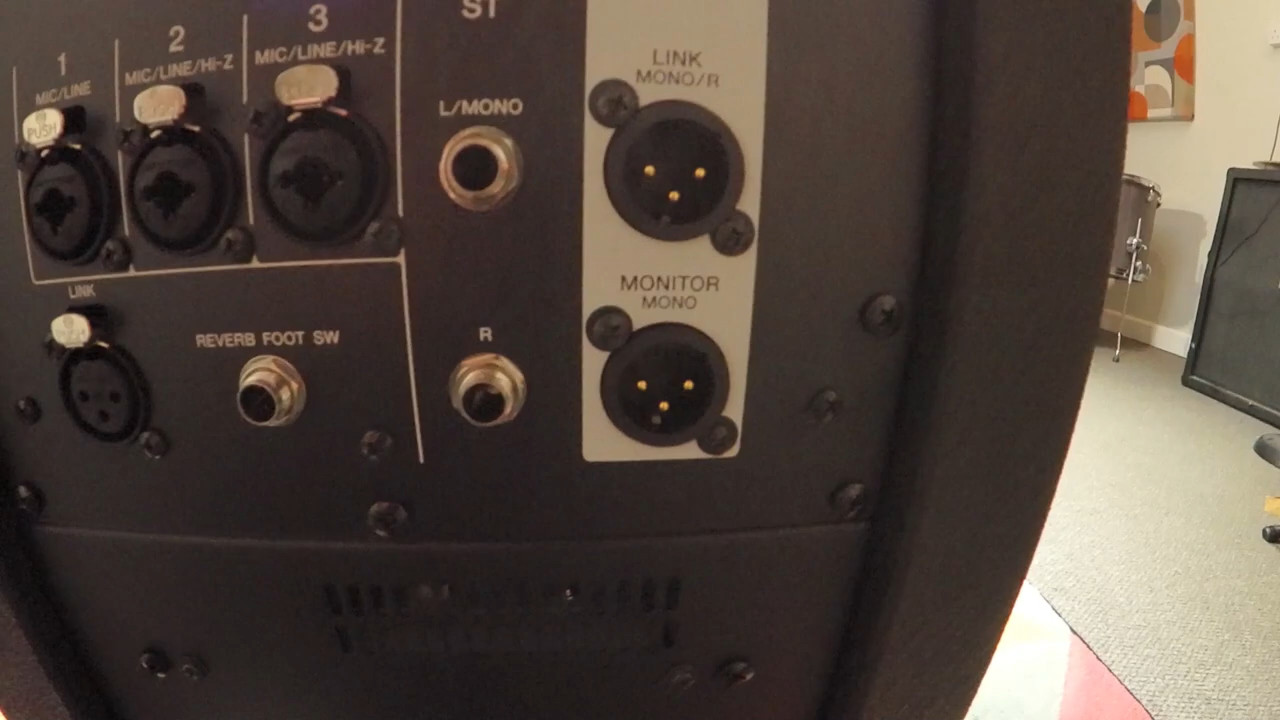 1
MIC/LINE
2
MIC/LINE/Hi-Z
3
MIC/LINE/Hi-Z
PUSH
LINK
REVERB FOOT SW
ST
L/MONO
R
LINK
MONO/R
MONITOR
MONO